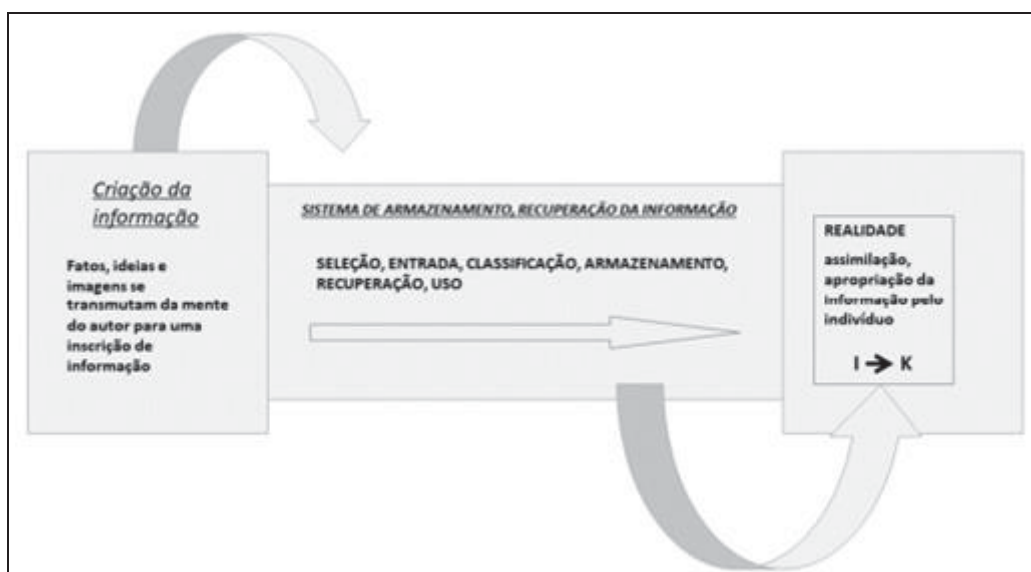 Criação da
informação
Fatos, ideias e
imagens se
transmutam da mente
do autor para uma
inscrição de
informação
SISTEMA DE ARMAZENAMENTO, RECUPERAÇÃO DA INFORMAÇÃO
SELEÇÃO, ENTRADA, CLASSIFICAÇÃO, ARMAZENAMENTO,
RECUPERAÇÃO, USO
REALIDADE
assimilação,
apropriação da
informação pelo
indivíduo
I → K